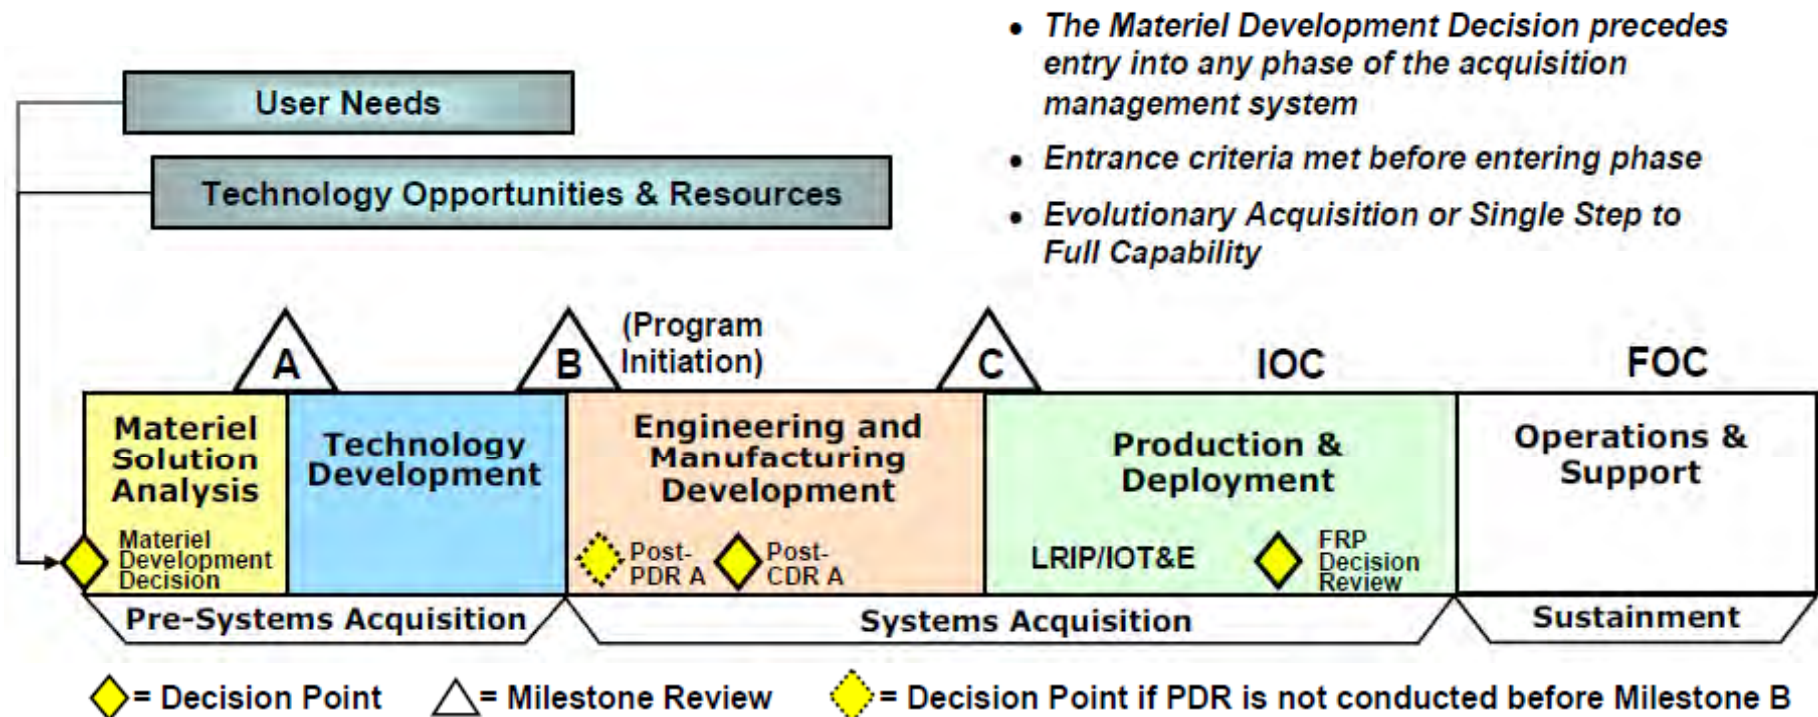 • The Materiel Development Decision precedes
entry into any phase of the acquisition
management system
• Entrance criteria met before entering phase
• Evolutionary Acquisition or Single Step to
Full Capability
User Needs
Technology Opportunities & Resources
A
B
(Program
Initiation)
C
IOC
FOC
Materiel
Solution
Analysis
Technology
Development
Engineering and
Manufacturing
Development
Production &
Deployment
Operations &
Support
Materiel
Development
Decision
Post-
PDR A
Post-
CDR A
LRIP/IOT&E
FRP
Decision
Review
Pre-Systems Acquisition
Systems Acquisition
Sustainment
= Decision Point
= Milestone Review
= Decision Point if PDR is not conducted before Milestone B